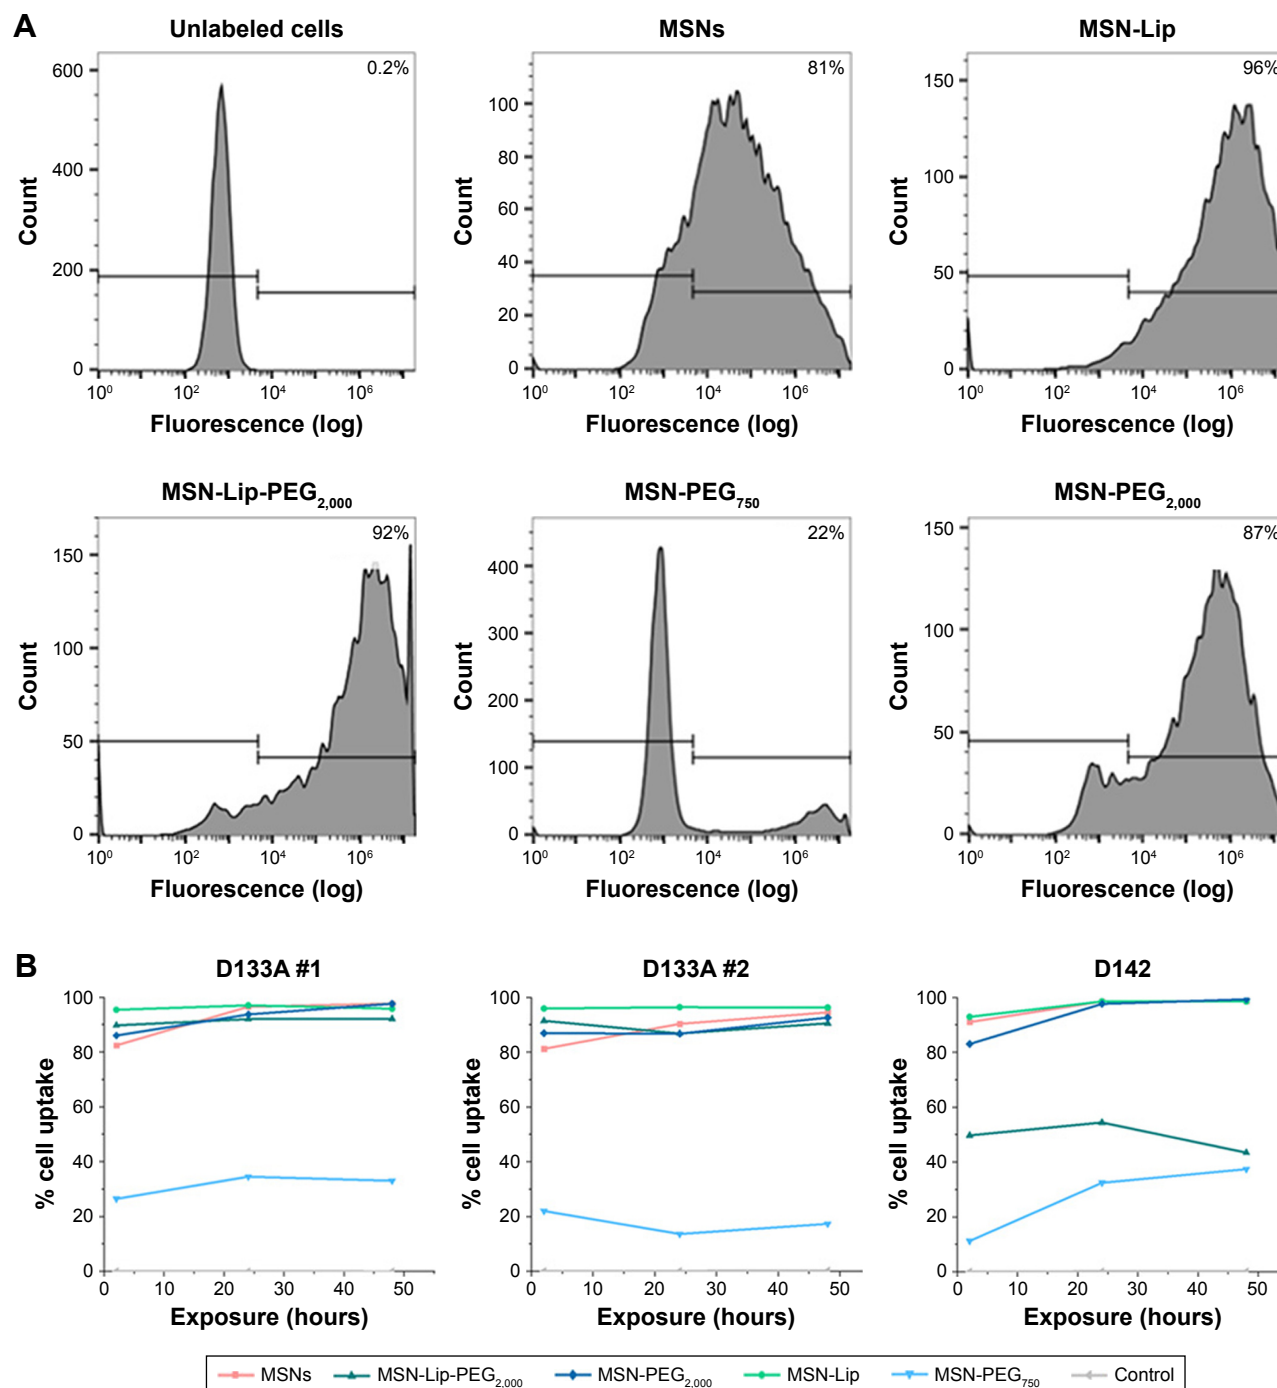 A
Unlabeled cells
MSNs
MSN-Lip
0.2%
81%
96%
600
400
200
0
Count
10⁰ 10² 10³ 10⁴ 10⁶
Fluorescence (log)
100
80
60
40
20
0
Count
10⁰ 10² 10⁴ 10⁶
Fluorescence (log)
150
100
50
0
Count
10⁰ 10² 10⁴ 10⁶
Fluorescence (log)
MSN-Lip-PEG2,000
MSN-PEG750
MSN-PEG2,000
92%
22%
87%
150
100
50
0
Count
10⁰ 10² 10³ 10⁴ 10⁶
Fluorescence (log)
400
300
200
100
0
Count
10⁰ 10² 10⁴ 10⁶
Fluorescence (log)
150
100
50
0
Count
10⁰ 10² 10⁴ 10⁶
Fluorescence (log)
B
D133A #1
D133A #2
D142
100
80
60
40
20
0
% cell uptake
0 10 20 30 40 50
Exposure (hours)
100
80
60
40
20
0
% cell uptake
0 10 20 30 40 50
Exposure (hours)
100
80
60
40
20
0
% cell uptake
0 10 20 30 40 50
Exposure (hours)
MSNs MSN-Lip-PEG2,000 MSN-PEG2,000 MSN-Lip MSN-PEG750 Control